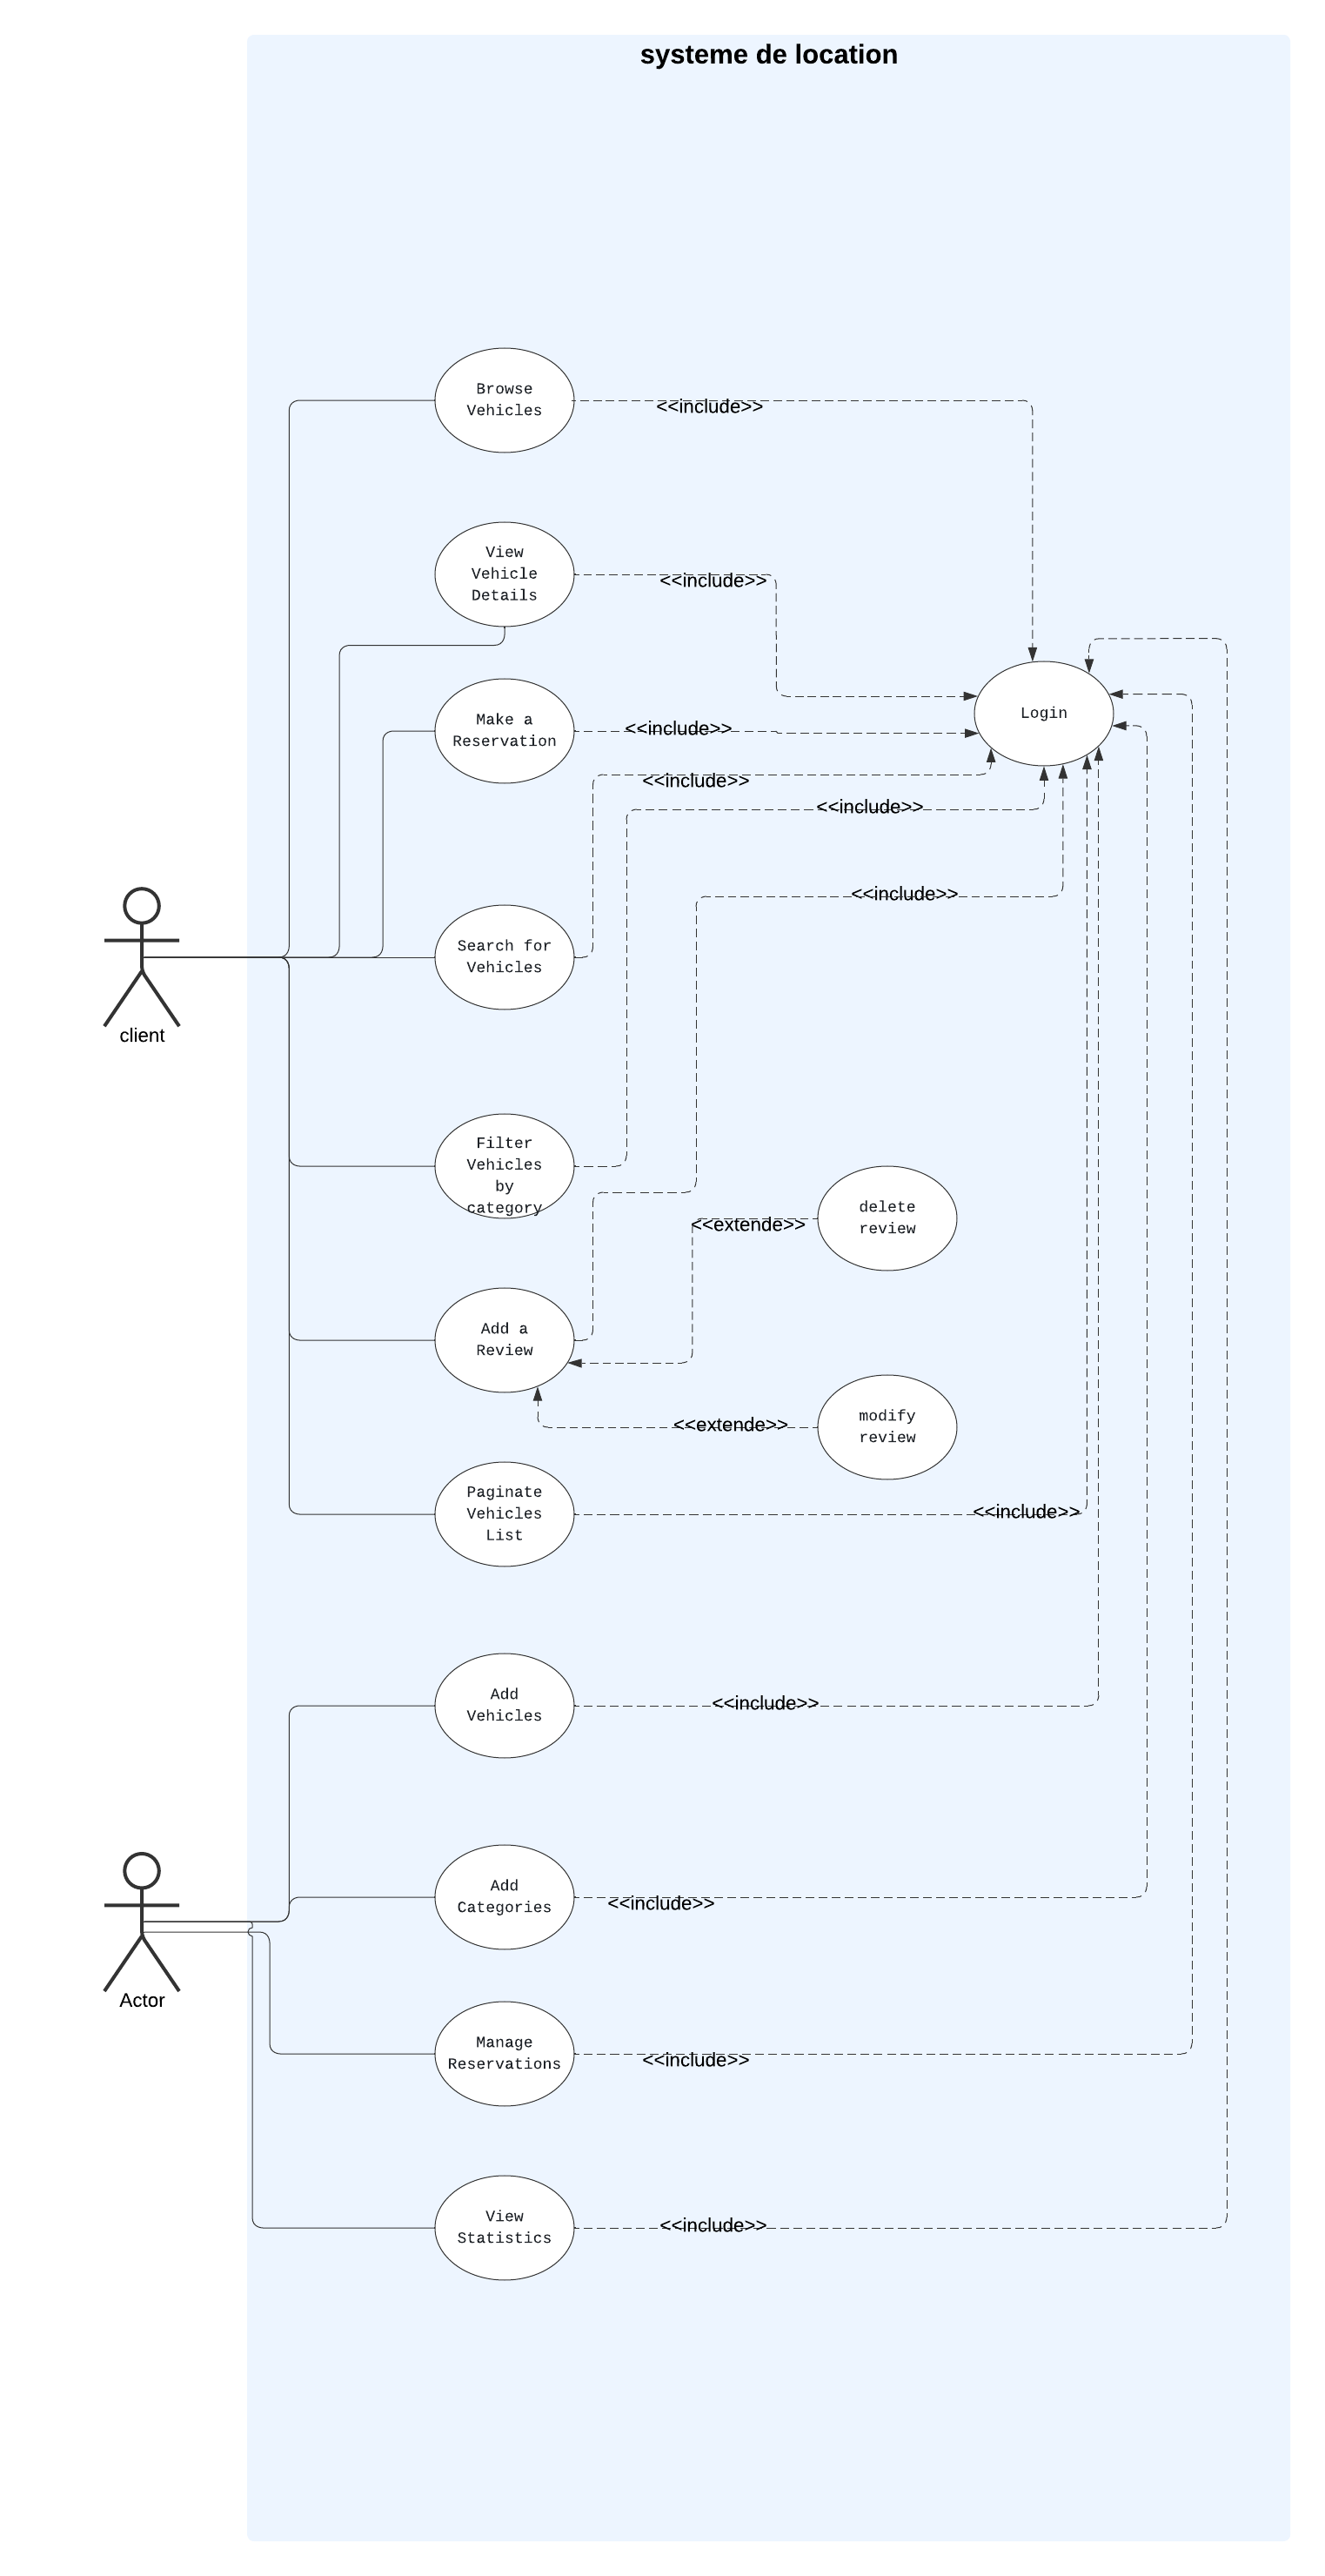 systeme de location
Browse
Vehicles
<<include>>
View
Vehicle
Details
<<include>>
Make a
Reservation
<<include>>
Login
<<include>>
<<include>>
<<include>>
Search for
Vehicles
client
Filter
Vehicles
by
category
delete
review
<<extende>>
Add a
Review
modify
review
<<extende>>
Paginate
Vehicles
List
<<include>>
Add
Vehicles
<<include>>
Add
Categories
<<include>>
Actor
Manage
Reservations
<<include>>
View
Statistics
<<include>>